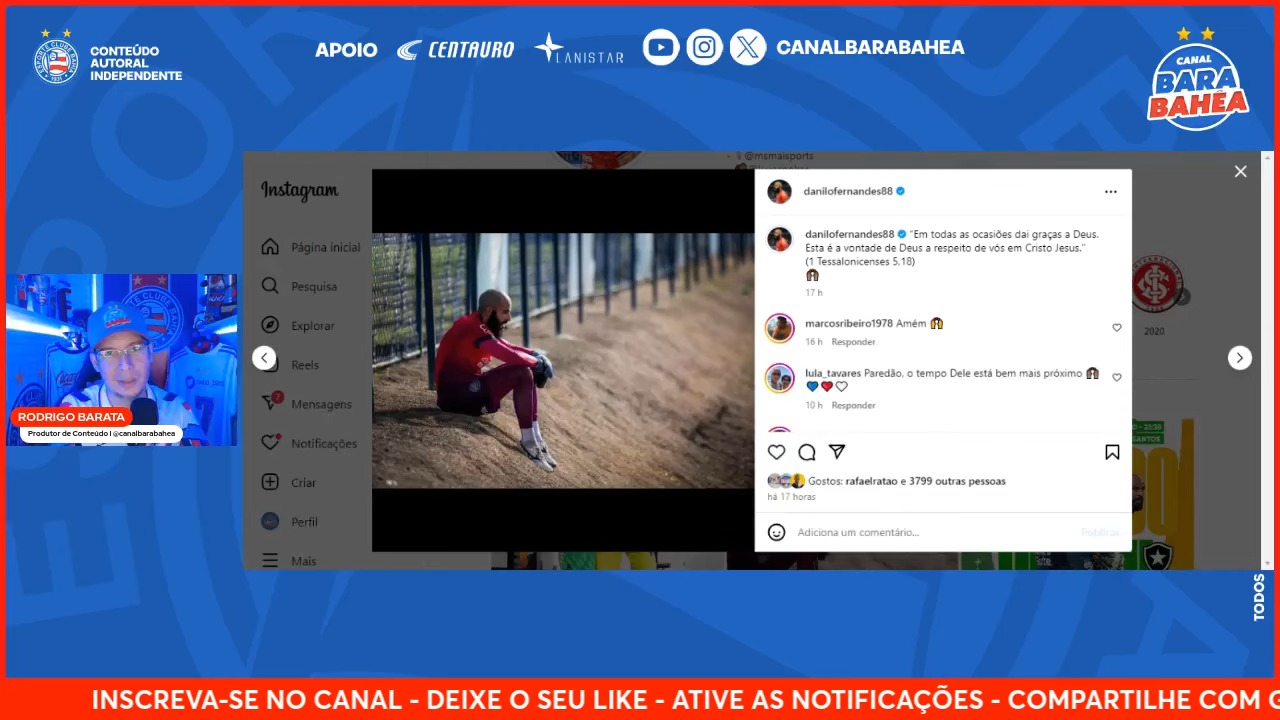 CONTEÚDO
AUTORAL
INDEPENDENTE
APOIO
CENTAURO
LANISTAR
CANALBARABAHEA
CANAL
BARA
BAHÊA
@msmaisports
Instagram
Página inicial
Pesquisa
Explorar
Reels
Mensagens
7
Notificações
Criar
Perfil
Mais
danilofernandes88
danilofernandes88 "Em todas as ocasiões dai graças a Deus.
Esta é a vontade de Deus a respeito de vós em Cristo Jesus."
(1 Tessalonicenses 5.18)
17 h
marcosribeiro1978 Amém
16 h Responder
lula_tavares Paredão, o tempo Dele está bem mais próximo
10 h Responder
Gostos: rafaelratao e 3799 outras pessoas
há 17 horas
Adiciona um comentário...
Publicar
2020
SANTOS
RODRIGO BARATA
Produtor de Conteúdo | @canalbarabahea
TODOS
INSCREVA-SE NO CANAL - DEIXE O SEU LIKE - ATIVE AS NOTIFICAÇÕES - COMPARTILHE COM